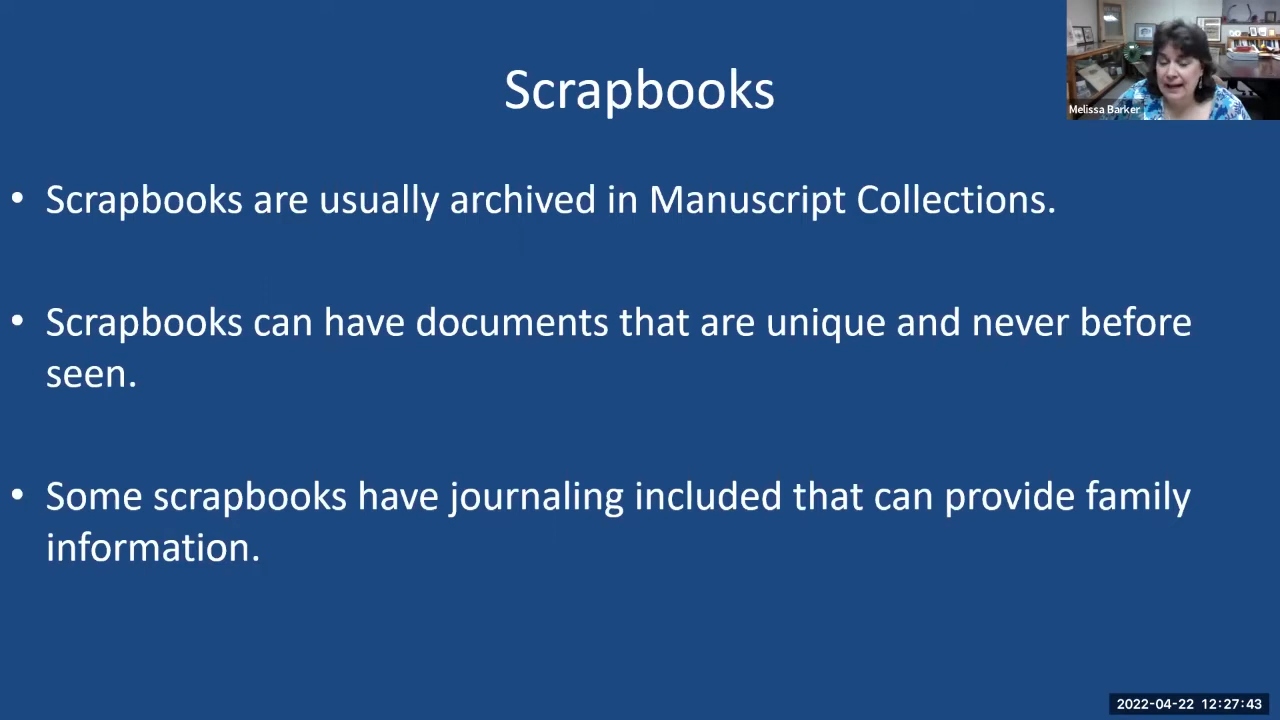 Scrapbooks
Melissa Barker
• Scrapbooks are usually archived in Manuscript Collections.
• Scrapbooks can have documents that are unique and never before
seen.
• Some scrapbooks have journaling included that can provide family
information.
2022-04-22 12:27:43